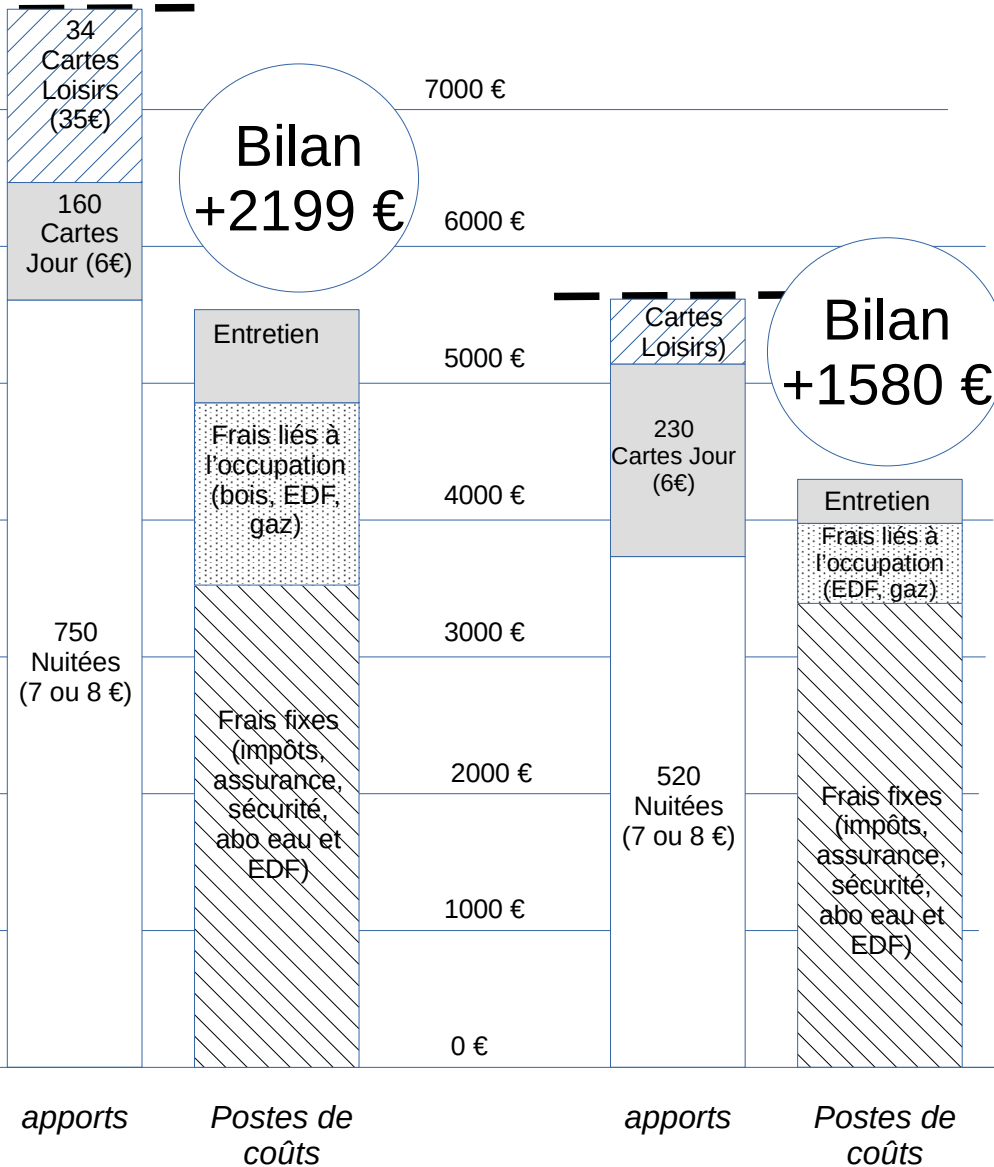 34
Cartes
Loisirs
(35€)
160
Cartes
Jour (6€)
750
Nuitées
(7 ou 8 €)
Bilan
+2199 €
Entretien
Frais liés à
l'occupation
(bois, EDF,
gaz)
Frais fixes
(impôts,
assurance,
sécurité,
abo eau et
EDF)
7000 €
6000 €
5000 €
4000 €
3000 €
2000 €
1000 €
0 €
Cartes
Loisirs)
230
Cartes Jour
(6€)
520
Nuitées
(7 ou 8 €)
Bilan
+1580 €
Entretien
Frais liés à
l'occupation
(EDF, gaz)
Frais fixes
(impôts,
assurance,
sécurité,
abo eau et
EDF)
apports
Postes de
coûts
apports
Postes de
coûts